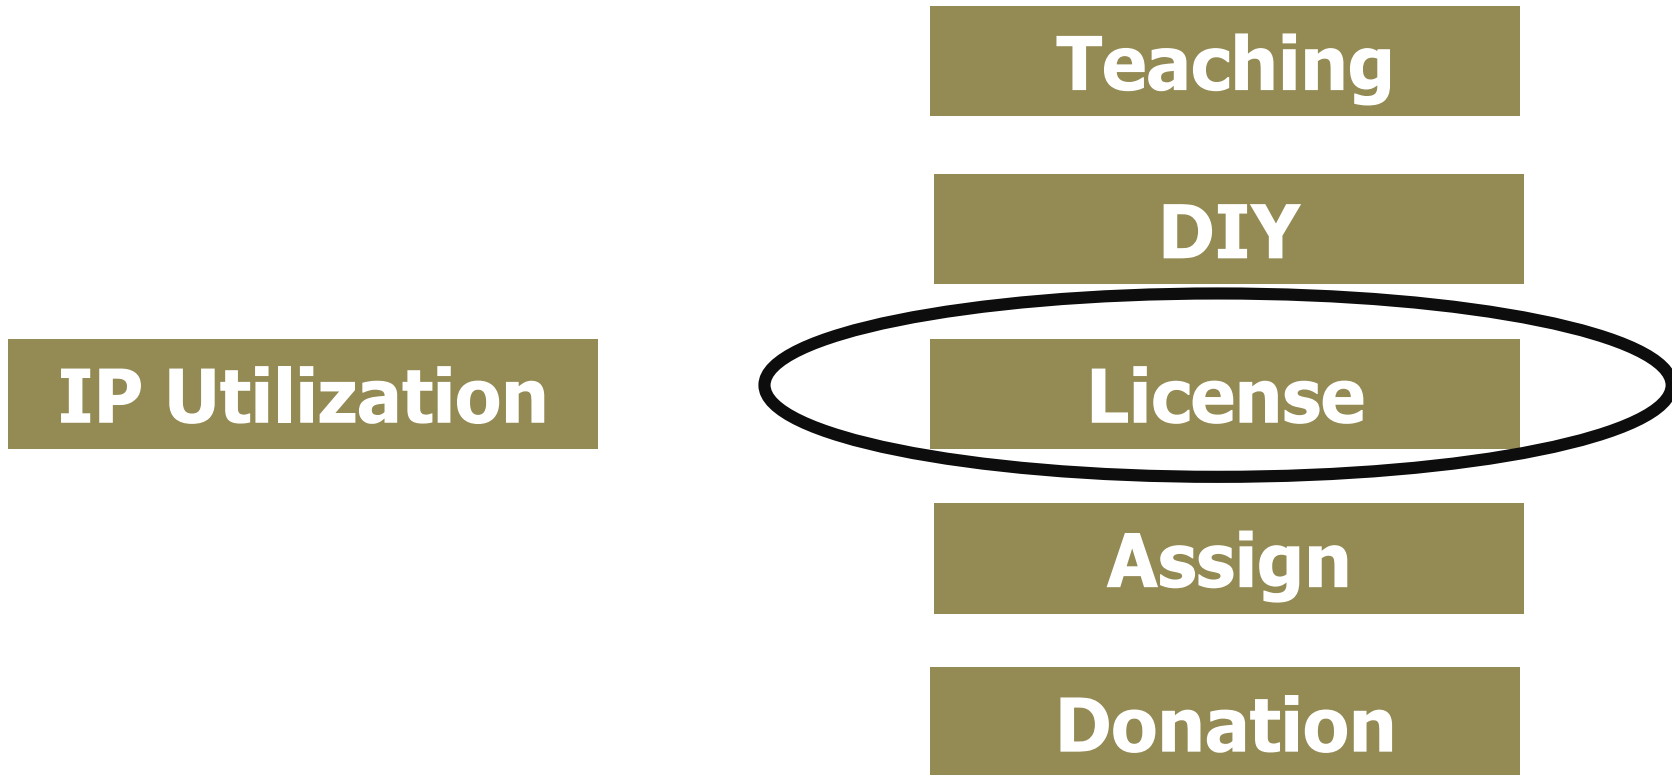 Teaching
DIY
IP Utilization
License
Assign
Donation